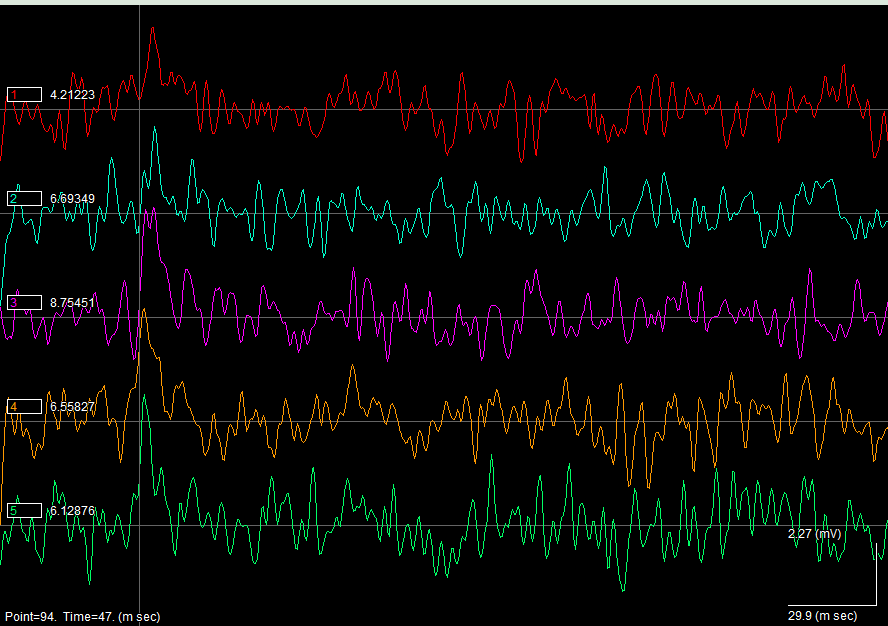 1 4.21223
2 6.69349
3 8.75451
4 6.55827
5 6.12876
2.27 (mV)
Point=94. Time=47. (m sec)
29.9 (m sec)